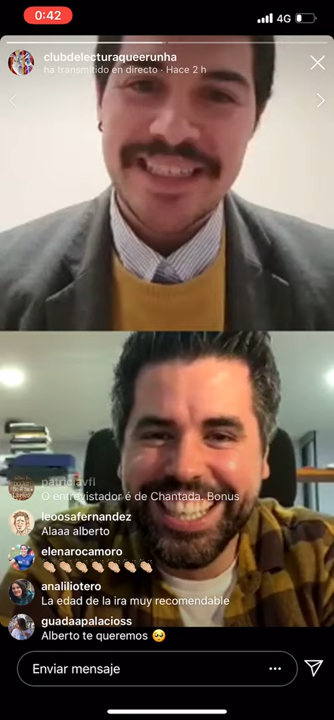 0:42
4G
clubdelecturaqueerunha
ha transmitido en directo · Hace 2 h
patriciavfl
O entrevistador é de Chantada. Bonus
leoosafernandez
Alaaa alberto
elenarocamoro
👏🏼👏🏼👏🏼👏🏼👏🏼👏🏼👏🏼
analiliotero
La edad de la ira muy recomendable
guadaapalacioss
Alberto te queremos 🥺
Enviar mensaje